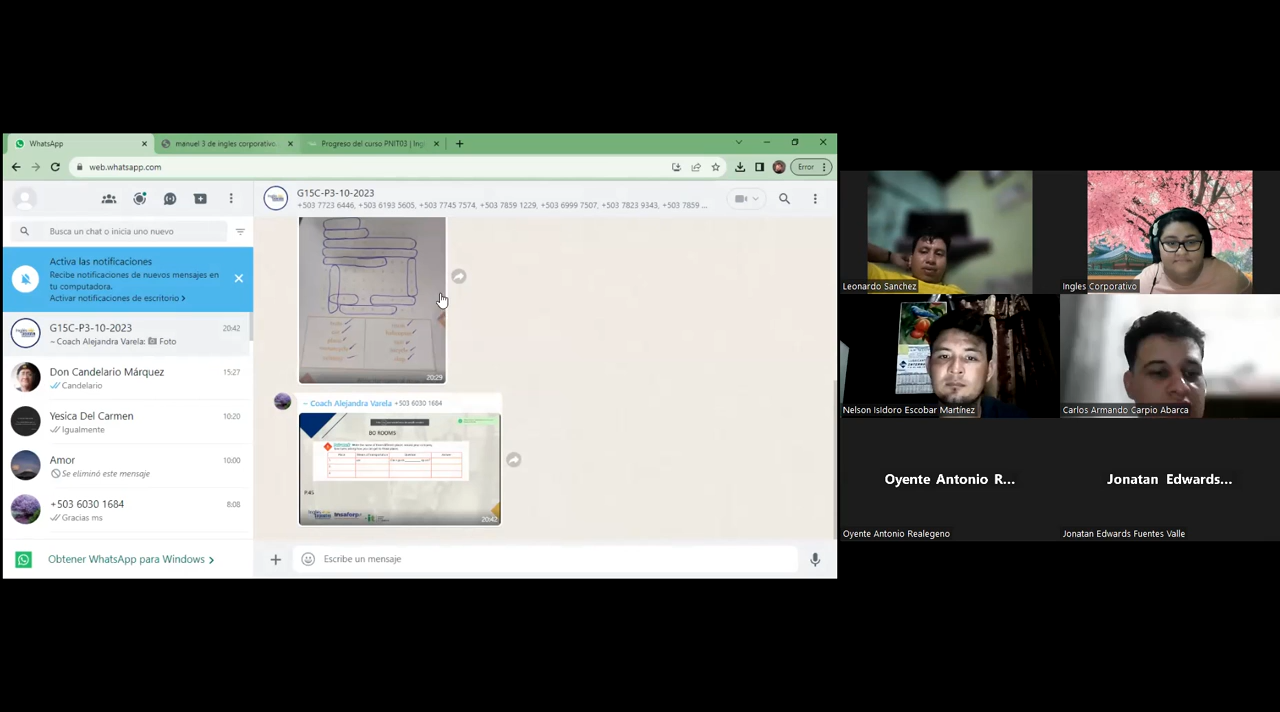 WhatsApp
manuel 3 de ingles corporativo.
Progreso del curso PNIT03 | Ing
web.whatsapp.com
Error
G15C-P3-10-2023
+503 7723 6446, +503 6193 5605, +503 7745 7574, +503 7859 1229, +503 6999 7507, +503 7823 9343, +503 7859 ...
Busca un chat o inicia uno nuevo
Activa las notificaciones
Recibe notificaciones de nuevos mensajes en
tu computadora.
Activar notificaciones de escritorio >
G15C-P3-10-2023
20:42
~ Coach Alejandra Varela: Foto
Don Candelario Márquez
15:27
Candelario
Yesica Del Carmen
10:20
Igualmente
Amor
10:00
Se eliminó este mensaje
+503 6030 1684
8:08
Gracias ms
Obtener WhatsApp para Windows >
20:29
~ Coach Alejandra Varela +503 6030 1684
BO ROOMS
20:42
Escribe un mensaje
Leonardo Sanchez
Ingles Corporativo
Nelson Isidoro Escobar Martínez
Carlos Armando Carpio Abarca
Oyente Antonio R...
Jonatan Edwards...
Oyente Antonio Realegeno
Jonatan Edwards Fuentes Valle